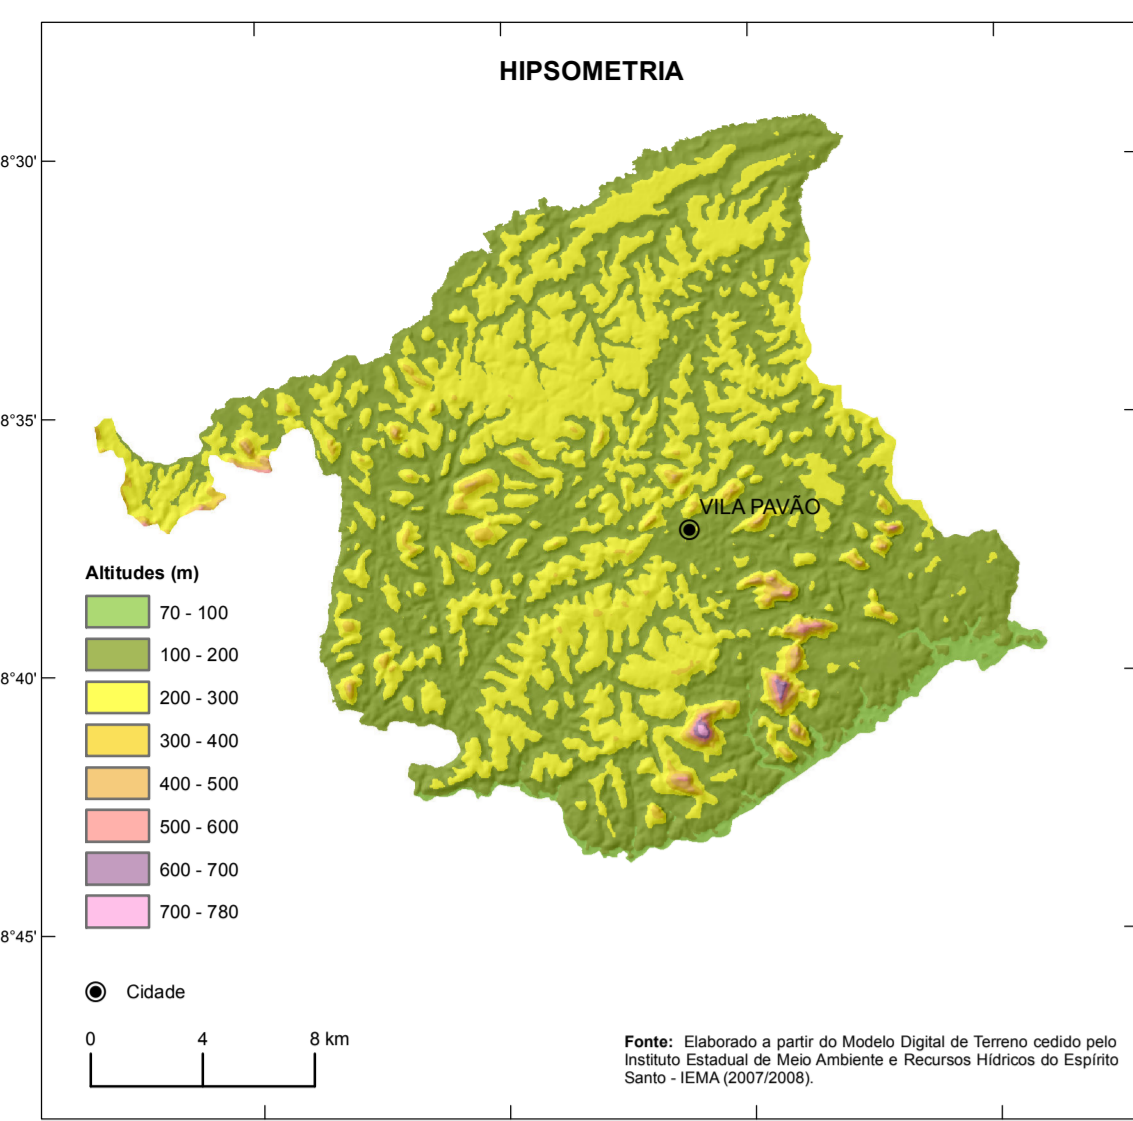 HIPSOMETRIA
8°30'
8°35'
VILA PAVÃO
Altitudes (m)
70 - 100
100 - 200
200 - 300
300 - 400
400 - 500
500 - 600
600 - 700
700 - 780
8°40'
8°45'
Cidade
0 4 8 km
Fonte: Elaborado a partir do Modelo Digital de Terreno cedido pelo
Instituto Estadual de Meio Ambiente e Recursos Hídricos do Espírito
Santo - IEMA (2007/2008).